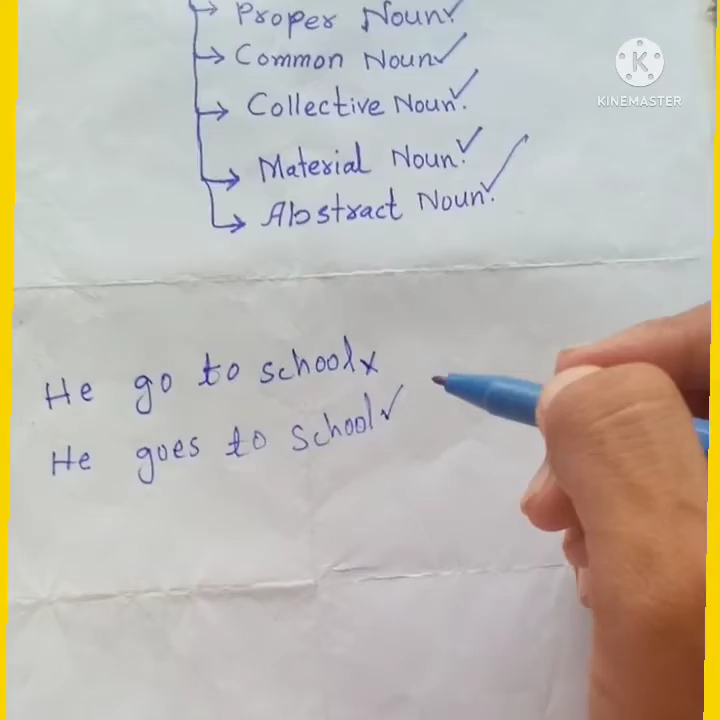 Proper Noun
Common Noun
Collective Noun.
Material Noun.
Abstract Noun.
KINEMASTER
He go to school
He goes to school